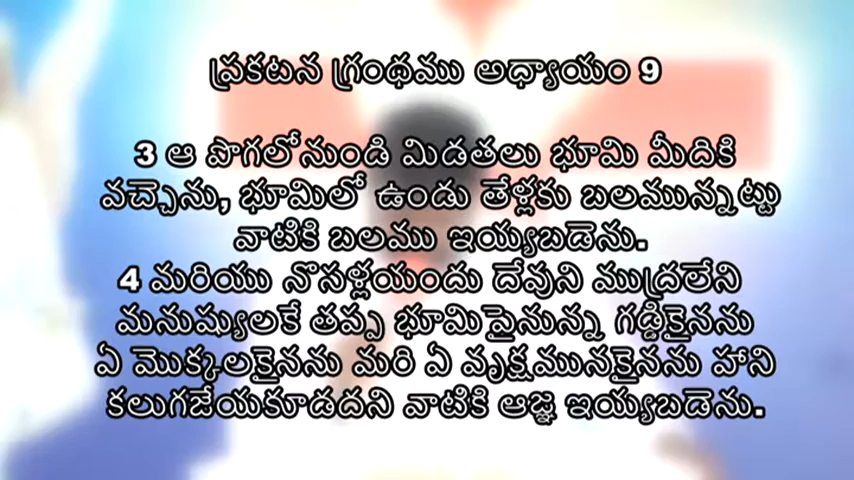 ప్రకటన గ్రంథము అధ్యాయం 9
3 ఆ పొగలోనుండి మిడతలు భూమి మీదికి
వచ్చెను, భూమిలో ఉండు తేళ్లకు బలమున్నట్టు
వాటికి బలము ఇయ్యబడెను.
4 మరియు నొసళ్లయందు దేవుని ముద్రలేని
మనుష్యులకే తప్ప భూమిపైనున్న గడ్డికైనను
ఏ మొక్కలకైనను మరి ఏ వృక్షమునకైనను హాని
కలుగజేయకూడదని వాటికి ఆజ్ఞ ఇయ్యబడెను.